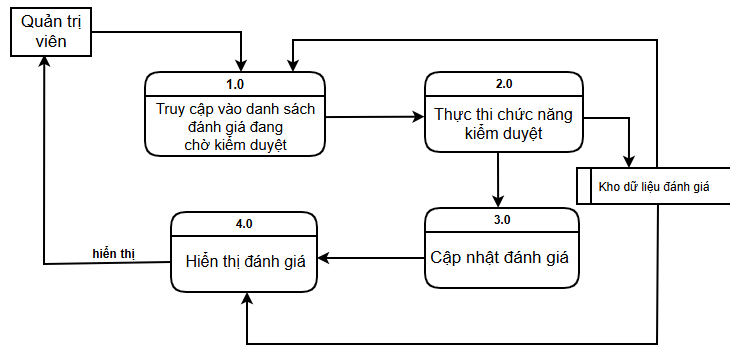 Quản trị
viên
1.0
Truy cập vào danh sách
đánh giá đang
chờ kiểm duyệt
2.0
Thực thi chức năng
kiểm duyệt
Kho dữ liệu đánh giá
3.0
Cập nhật đánh giá
4.0
Hiển thị đánh giá
hiển thị